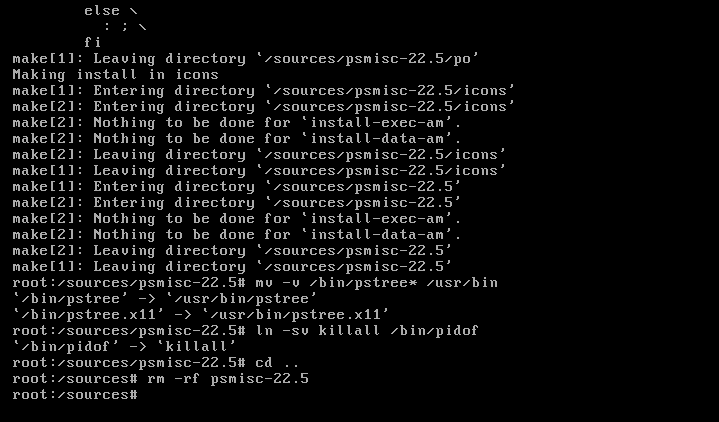 else \
: ; \
fi
make[1]: Leaving directory `/sources/psmisc-22.5/po'
Making install in icons
make[1]: Entering directory `/sources/psmisc-22.5/icons'
make[2]: Entering directory `/sources/psmisc-22.5/icons'
make[2]: Nothing to be done for `install-exec-am'.
make[2]: Nothing to be done for `install-data-am'.
make[2]: Leaving directory `/sources/psmisc-22.5/icons'
make[1]: Leaving directory `/sources/psmisc-22.5/icons'
make[1]: Entering directory `/sources/psmisc-22.5'
make[2]: Entering directory `/sources/psmisc-22.5'
make[2]: Nothing to be done for `install-exec-am'.
make[2]: Nothing to be done for `install-data-am'.
make[2]: Leaving directory `/sources/psmisc-22.5'
make[1]: Leaving directory `/sources/psmisc-22.5'
root:/sources/psmisc-22.5# mv -v /bin/pstree* /usr/bin
`/bin/pstree' -> `/usr/bin/pstree'
`/bin/pstree.x11' -> `/usr/bin/pstree.x11'
root:/sources/psmisc-22.5# ln -sv killall /bin/pidof
`/bin/pidof' -> `killall'
root:/sources/psmisc-22.5# cd ..
root:/sources# rm -rf psmisc-22.5
root:/sources#